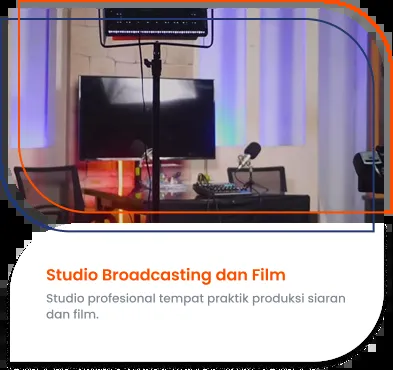 Studio Broadcasting dan Film
Studio profesional tempat praktik produksi siaran
dan film.